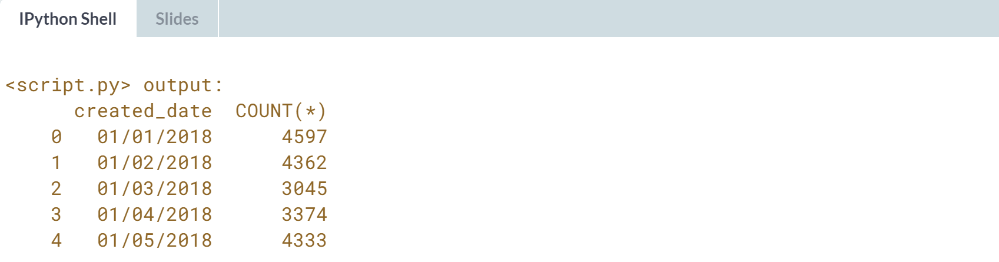 IPython Shell Slides
<script.py> output:
created_date COUNT(*)
0 01/01/2018 4597
1 01/02/2018 4362
2 01/03/2018 3045
3 01/04/2018 3374
4 01/05/2018 4333